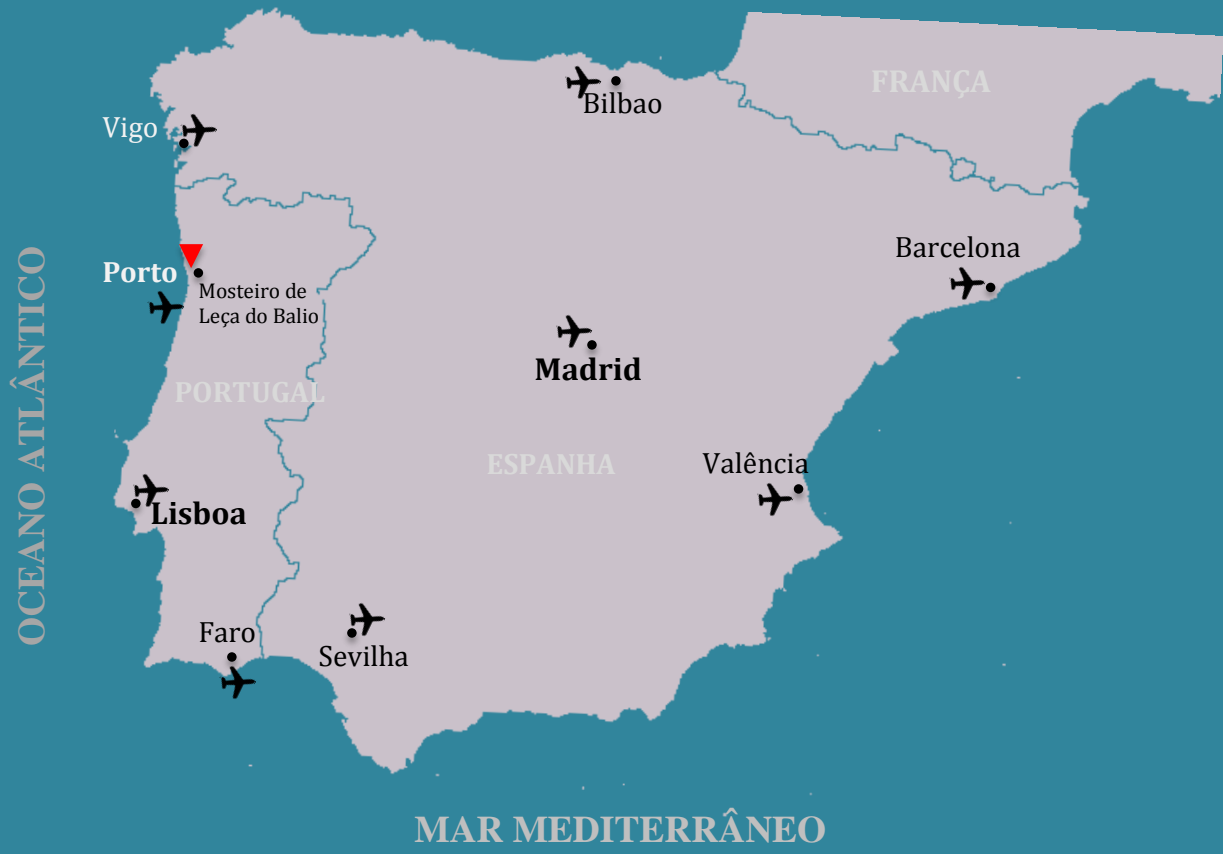 FRANÇA
Bilbao
Vigo
Barcelona
Porto
Mosteiro de
Leça do Balio
Madrid
PORTUGAL
OCEANO ATLÂNTICO
ESPANHA
Valência
Lisboa
Faro
Sevilha
MAR MEDITERRÂNEO